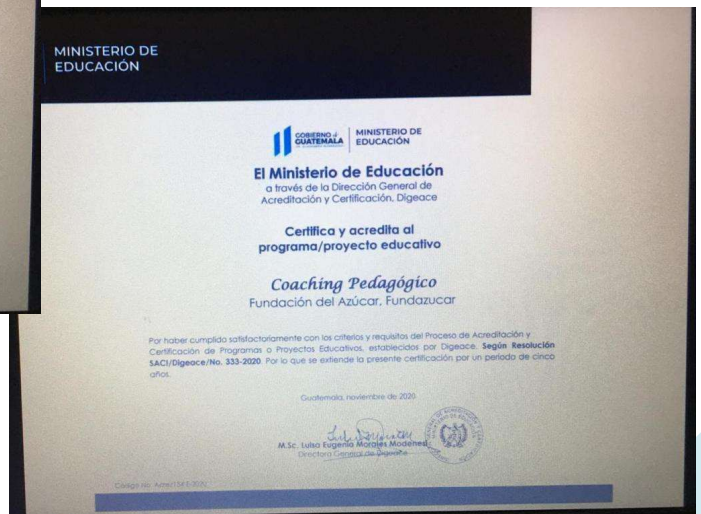 MINISTERIO DE
EDUCACIÓN
GOBIERNO de
GUATEMALA
MINISTERIO DE
EDUCACIÓN
El Ministerio de Educación
a través de la Dirección General de
Acreditación y Certificación, Digeace
Certifica y acredita al
programa/proyecto educativo
Coaching Pedagógico
Fundación del Azúcar, Fundazucar
Por haber cumplido satisfactoriamente con los criterios y requisitos del Proceso de Acreditación y
Certificación de Programas o Proyectos Educativos, establecidos por Digeace. Según Resolución
SACI/Digeace/No. 333-2020. Por lo que se extiende la presente certificación por un periodo de cinco
años.
Guatemala, noviembre de 2020
M.Sc. Luisa Eugenia Morales Modenesi
Directora General de Digeace
Código no.